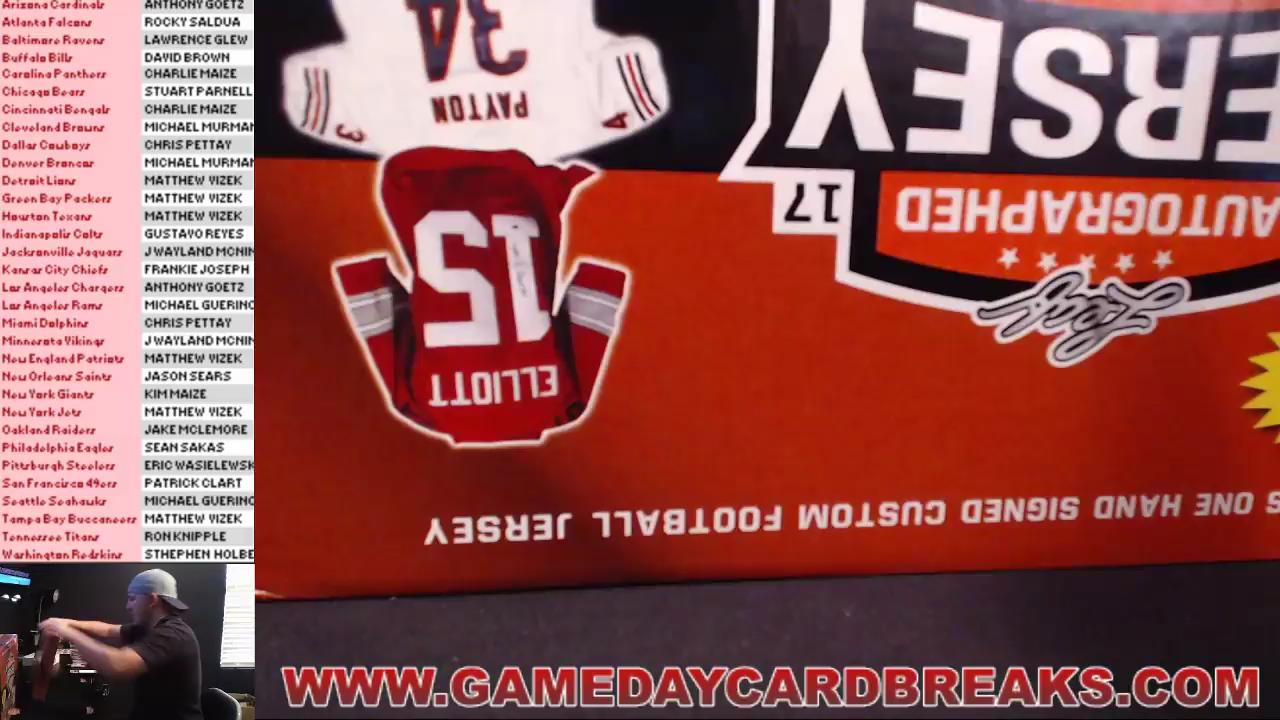 Arizona Cardinals ANTHONY GOETZ
Atlanta Falcons ROCKY SALDUA
Baltimore Ravens LAWRENCE GLEW
Buffalo Bills DAVID BROWN
Carolina Panthers CHARLIE MAIZE
Chicago Bears STUART PARNELL
Cincinnati Bengals CHARLIE MAIZE
Cleveland Browns MICHAEL MURMAN
Dallas Cowboys CHRIS PETTAY
Denver Broncos MICHAEL MURMAN
Detroit Lions MATTHEW VIZEK
Green Bay Packers MATTHEW VIZEK
Houston Texans MATTHEW VIZEK
Indianapolis Colts GUSTAVO REYES
Jacksonville Jaguars J WAYLAND MCNIN
Kansas City Chiefs FRANKIE JOSEPH
Los Angeles Chargers ANTHONY GOETZ
Los Angeles Rams MICHAEL GUERINO
Miami Dolphins CHRIS PETTAY
Minnesota Vikings J WAYLAND MCNIN
New England Patriots MATTHEW VIZEK
New Orleans Saints JASON SEARS
New York Giants KIM MAIZE
New York Jets MATTHEW VIZEK
Oakland Raiders JAKE MCLEMORE
Philadelphia Eagles SEAN SAKAS
Pittsburgh Steelers ERIC WASIELEWSK
San Francisco 49ers PATRICK CLART
Seattle Seahawks MICHAEL GUERINO
Tampa Bay Buccaneers MATTHEW VIZEK
Tennessee Titans RON KNIPPLE
Washington Redskins STHEPHEN HOLBE
S ONE HAND SIGNED CUSTOM FOOTBALL JERSEY
Leaf
AUTOGRAPHED
17
ERSEY
ELLIOTT
15
PAYTON
34
WWW.GAMEDAYCARDBREAKS.COM